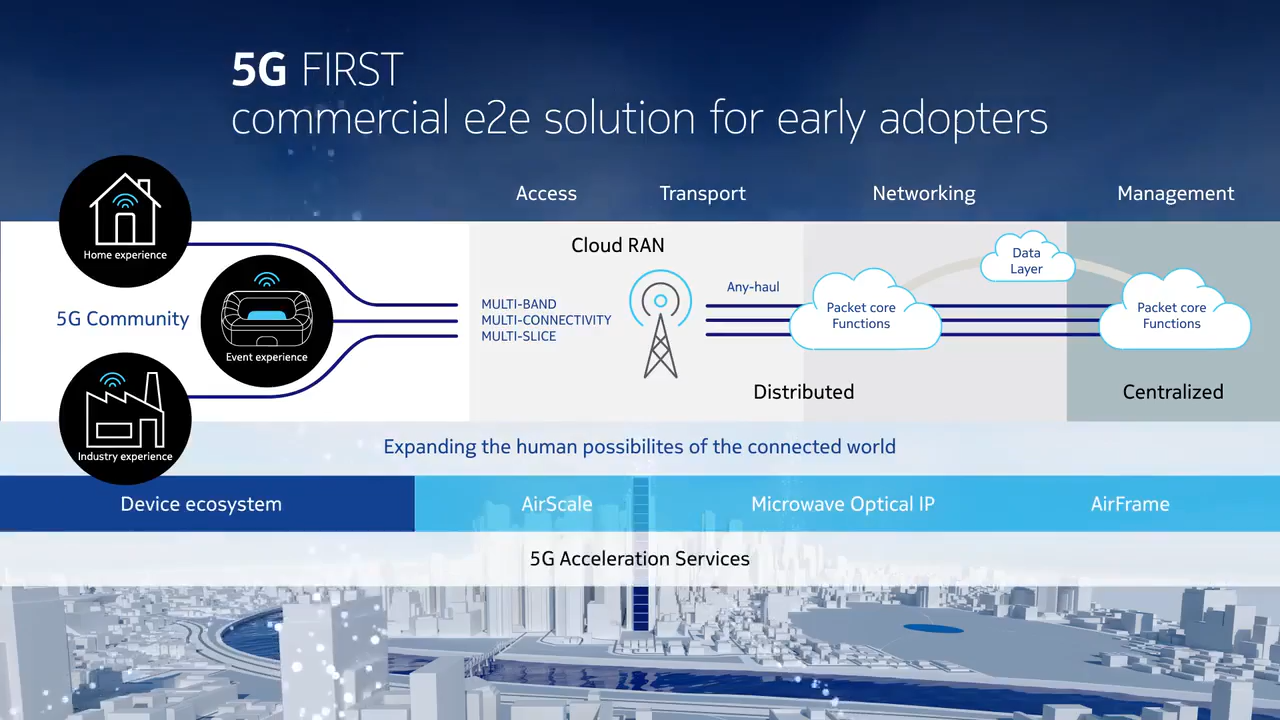 5G FIRST
commercial e2e solution for early adopters
Access
Transport
Networking
Management
Home experience
5G Community
Event experience
Industry experience
Cloud RAN
MULTI-BAND
MULTI-CONNECTIVITY
MULTI-SLICE
Any-haul
Packet core
Functions
Data
Layer
Packet core
Functions
Distributed
Centralized
Expanding the human possibilites of the connected world
Device ecosystem
AirScale
Microwave Optical IP
AirFrame
5G Acceleration Services